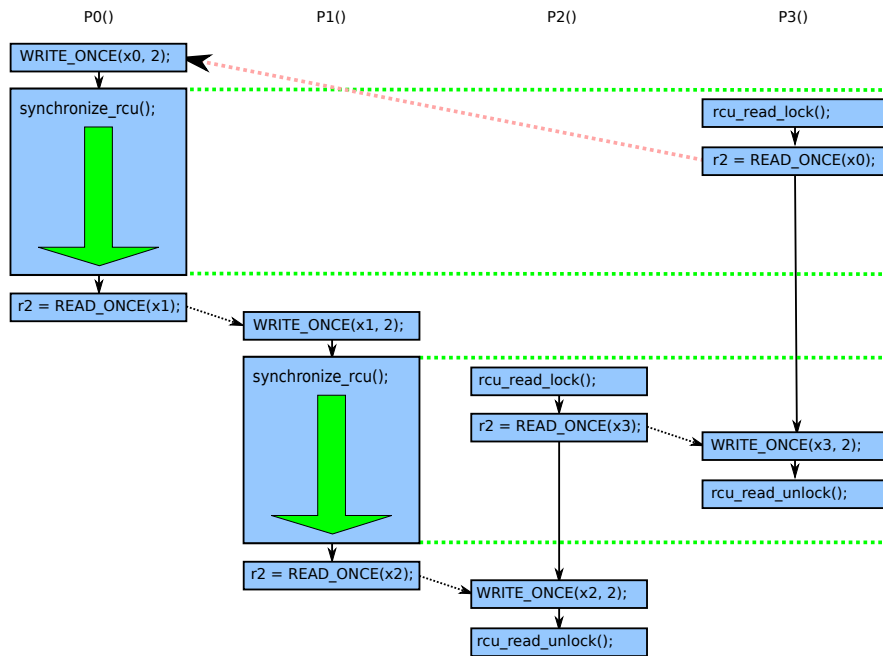 P0()
P1()
P2()
P3()
WRITE_ONCE(x0, 2);
synchronize_rcu();
rcu_read_lock();
r2 = READ_ONCE(x0);
r2 = READ_ONCE(x1);
WRITE_ONCE(x1, 2);
synchronize_rcu();
rcu_read_lock();
r2 = READ_ONCE(x3);
WRITE_ONCE(x3, 2);
rcu_read_unlock();
r2 = READ_ONCE(x2);
WRITE_ONCE(x2, 2);
rcu_read_unlock();